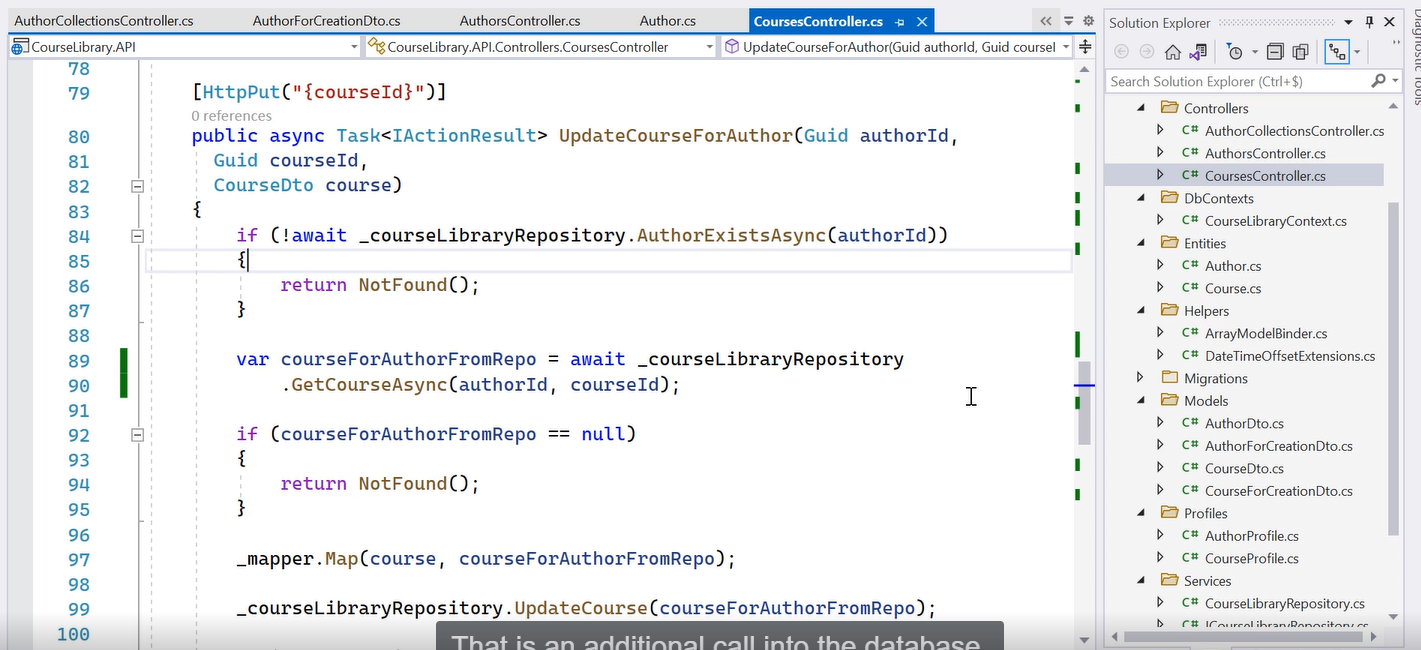 AuthorCollectionsController.cs AuthorForCreationDto.cs AuthorsController.cs Author.cs CoursesController.cs
CourseLibrary.API CourseLibrary.API.Controllers.CoursesController UpdateCourseForAuthor(Guid authorId, Guid courseI
78
79 [HttpPut("{courseId}")]
0 references
80 public async Task<IActionResult> UpdateCourseForAuthor(Guid authorId,
81 Guid courseId,
82 CourseDto course)
83 {
84 if (!await _courseLibraryRepository.AuthorExistsAsync(authorId))
85 {
86 return NotFound();
87 }
88
89 var courseForAuthorFromRepo = await _courseLibraryRepository
90 .GetCourseAsync(authorId, courseId);
91
92 if (courseForAuthorFromRepo == null)
93 {
94 return NotFound();
95 }
96
97 _mapper.Map(course, courseForAuthorFromRepo);
98
99 _courseLibraryRepository.UpdateCourse(courseForAuthorFromRepo);
100
That is an additional call into the database
Solution Explorer
Search Solution Explorer (Ctrl+$)
Controllers
C# AuthorCollectionsController.cs
C# AuthorsController.cs
C# CoursesController.cs
DbContexts
C# CourseLibraryContext.cs
Entities
C# Author.cs
C# Course.cs
Helpers
C# ArrayModelBinder.cs
C# DateTimeOffsetExtensions.cs
Migrations
Models
C# AuthorDto.cs
C# AuthorForCreationDto.cs
C# CourseDto.cs
C# CourseForCreationDto.cs
Profiles
C# AuthorProfile.cs
C# CourseProfile.cs
Services
C# CourseLibraryRepository.cs
C# ICourseLibraryRepository.cs
Diagnostic Tools